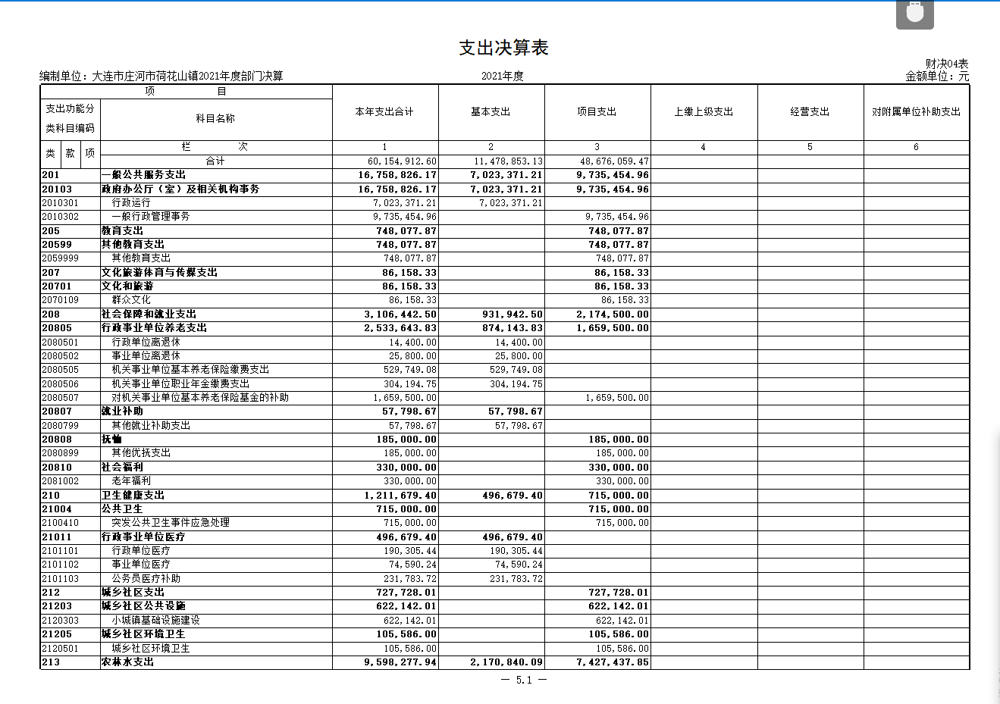 支出决算表
财决04表
编制单位：大连市庄河市荷花山镇2021年度部门决算 2021年度 金额单位：元
项 目 本年支出合计 基本支出 项目支出 上缴上级支出 经营支出 对附属单位补助支出
支出功能分类科目编码 科目名称
类 款 项 栏 次 1 2 3 4 5 6
合计 60,154,912.60 11,478,853.13 48,676,059.47
201 一般公共服务支出 16,758,826.17 7,023,371.21 9,735,454.96
20103 政府办公厅（室）及相关机构事务 16,758,826.17 7,023,371.21 9,735,454.96
2010301 行政运行 7,023,371.21 7,023,371.21
2010302 一般行政管理事务 9,735,454.96 9,735,454.96
205 教育支出 748,077.87 748,077.87
20599 其他教育支出 748,077.87 748,077.87
2059999 其他教育支出 748,077.87 748,077.87
207 文化旅游体育与传媒支出 86,158.33 86,158.33
20701 文化和旅游 86,158.33 86,158.33
2070109 群众文化 86,158.33 86,158.33
208 社会保障和就业支出 3,106,442.50 931,942.50 2,174,500.00
20805 行政事业单位养老支出 2,533,643.83 874,143.83 1,659,500.00
2080501 行政单位离退休 14,400.00 14,400.00
2080502 事业单位离退休 25,800.00 25,800.00
2080505 机关事业单位基本养老保险缴费支出 529,749.08 529,749.08
2080506 机关事业单位职业年金缴费支出 304,194.75 304,194.75
2080507 对机关事业单位基本养老保险基金的补助 1,659,500.00 1,659,500.00
20807 就业补助 57,798.67 57,798.67
2080799 其他就业补助支出 57,798.67 57,798.67
20808 抚恤 185,000.00 185,000.00
2080899 其他优抚支出 185,000.00 185,000.00
20810 社会福利 330,000.00 330,000.00
2081002 老年福利 330,000.00 330,000.00
210 卫生健康支出 1,211,679.40 496,679.40 715,000.00
21004 公共卫生 715,000.00 715,000.00
2100410 突发公共卫生事件应急处理 715,000.00 715,000.00
21011 行政事业单位医疗 496,679.40 496,679.40
2101101 行政单位医疗 190,305.44 190,305.44
2101102 事业单位医疗 74,590.24 74,590.24
2101103 公务员医疗补助 231,783.72 231,783.72
212 城乡社区支出 727,728.01 727,728.01
21203 城乡社区公共设施 622,142.01 622,142.01
2120303 小城镇基础设施建设 622,142.01 622,142.01
21205 城乡社区环境卫生 105,586.00 105,586.00
2120501 城乡社区环境卫生 105,586.00 105,586.00
213 农林水支出 9,598,277.94 2,170,840.09 7,427,437.85
— 5.1 —